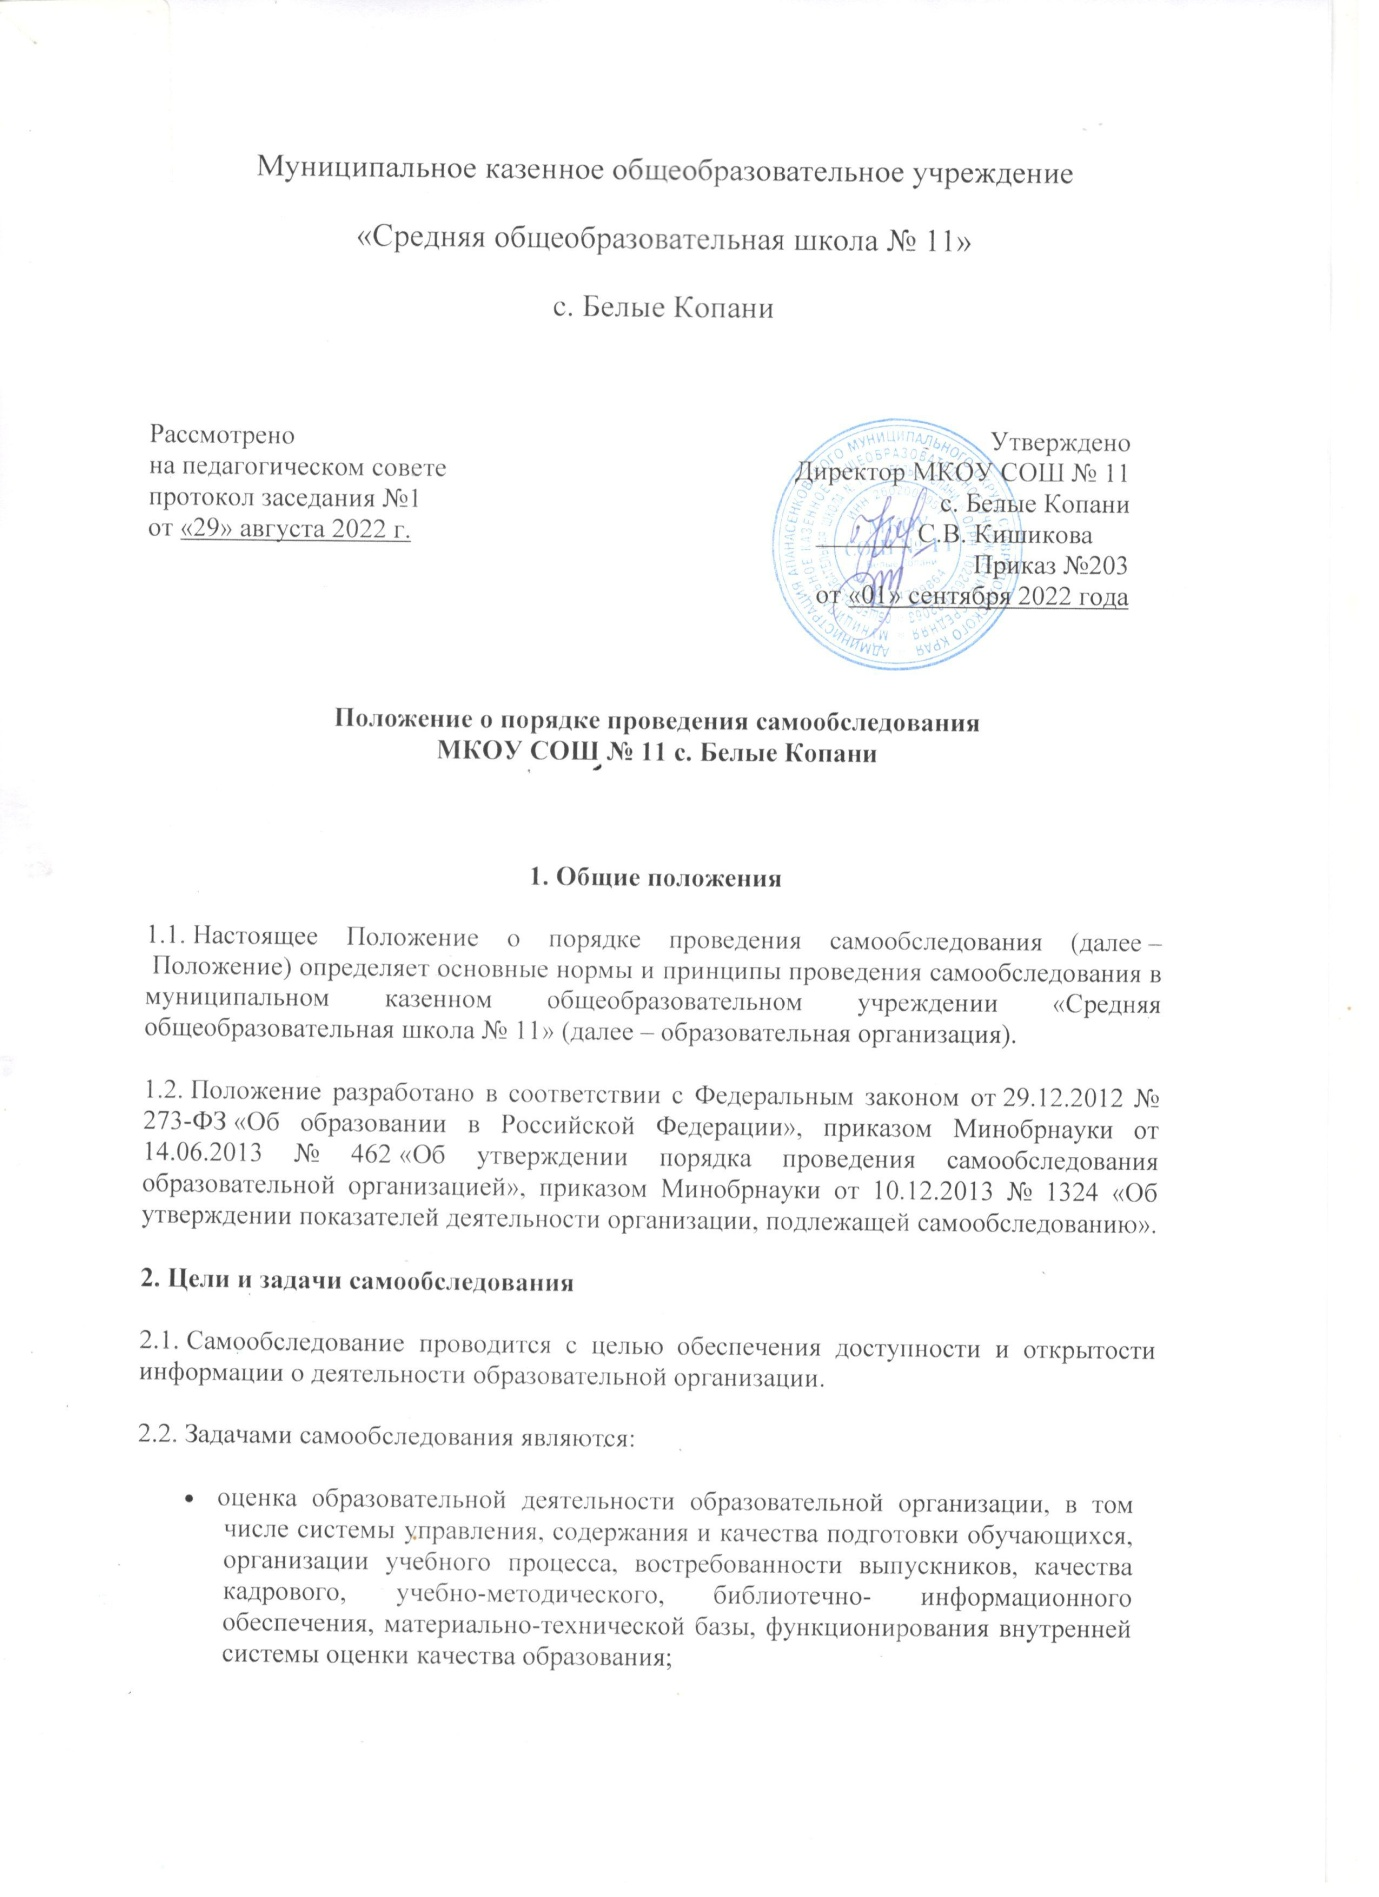 Муниципальное казенное общеобразовательное учреждение
«Средняя общеобразовательная школа № 11»
с. Белые Копани
Рассмотрено
на педагогическом совете
протокол заседания №1
от «29» августа 2022 г.
Утверждено
Директор МКОУ СОШ № 11
с. Белые Копани
С.В. Кишикова
Приказ №203
от «01» сентября 2022 года
Положение о порядке проведения самообследования
МКОУ СОШ № 11 с. Белые Копани
1. Общие положения
1.1. Настоящее Положение о порядке проведения самообследования (далее –
Положение) определяет основные нормы и принципы проведения самообследования в
муниципальном казенном общеобразовательном учреждении «Средняя
общеобразовательная школа № 11» (далее – образовательная организация).
1.2. Положение разработано в соответствии с Федеральным законом от 29.12.2012 №
273-ФЗ «Об образовании в Российской Федерации», приказом Минобрнауки от
14.06.2013 № 462 «Об утверждении порядка проведения самообследования
образовательной организацией», приказом Минобрнауки от 10.12.2013 № 1324 «Об
утверждении показателей деятельности организации, подлежащей самообследованию».
2. Цели и задачи самообследования
2.1. Самообследование проводится с целью обеспечения доступности и открытости
информации о деятельности образовательной организации.
2.2. Задачами самообследования являются:
• оценка образовательной деятельности образовательной организации, в том
числе системы управления, содержания и качества подготовки обучающихся,
организации учебного процесса, востребованности выпускников, качества
кадрового, учебно-методического, библиотечно- информационного
обеспечения, материально-технической базы, функционирования внутренней
системы оценки качества образования;